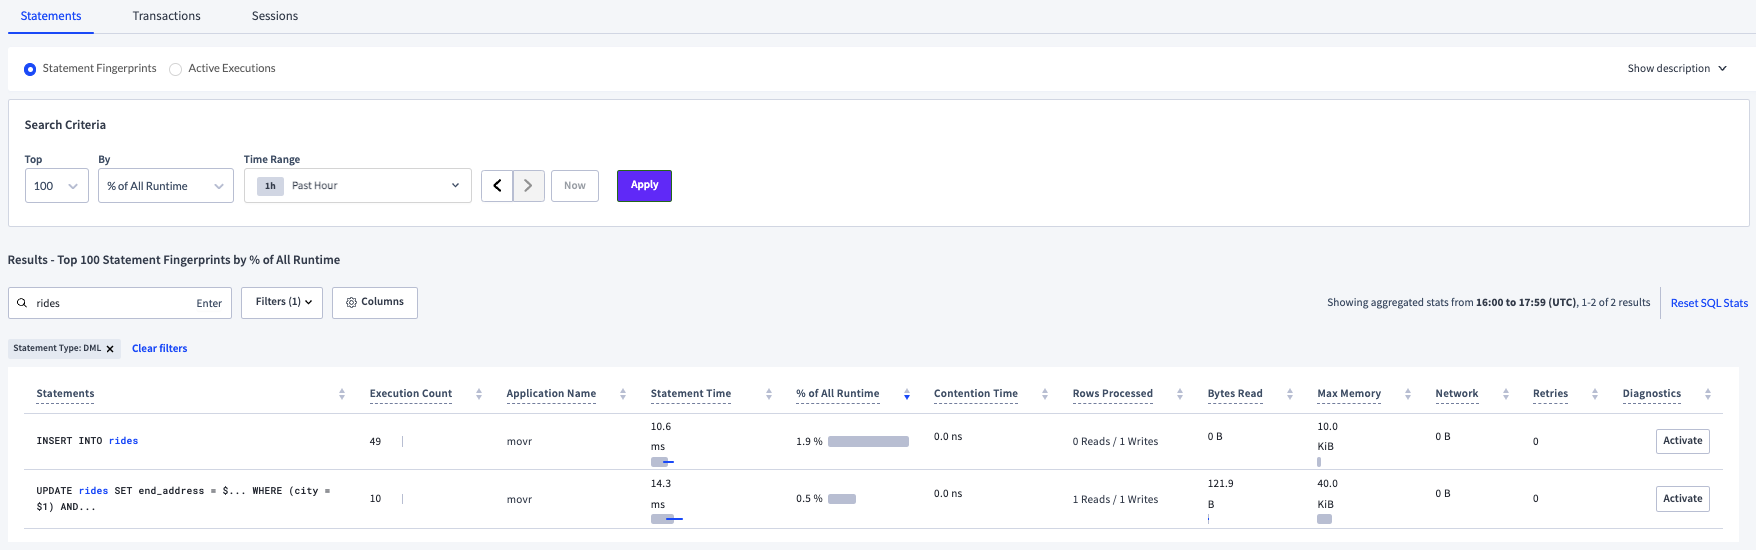 Statements Transactions Sessions
Statement Fingerprints Active Executions Show description
Search Criteria
Top By Time Range
100 % of All Runtime 1h Past Hour Now Apply
Results - Top 100 Statement Fingerprints by % of All Runtime
rides Enter Filters (1) Columns Showing aggregated stats from 16:00 to 17:59 (UTC), 1-2 of 2 results Reset SQL Stats
Statement Type: DML Clear filters
Statements Execution Count Application Name Statement Time % of All Runtime Contention Time Rows Processed Bytes Read Max Memory Network Retries Diagnostics
INSERT INTO rides 49 movr 10.6 ms 1.9 % 0.0 ns 0 Reads / 1 Writes 0 B 10.0 KiB 0 B 0 Activate
UPDATE rides SET end_address = $... WHERE (city =
$1) AND... 10 movr 14.3 ms 0.5 % 0.0 ns 1 Reads / 1 Writes 121.9 B 40.0 KiB 0 B 0 Activate